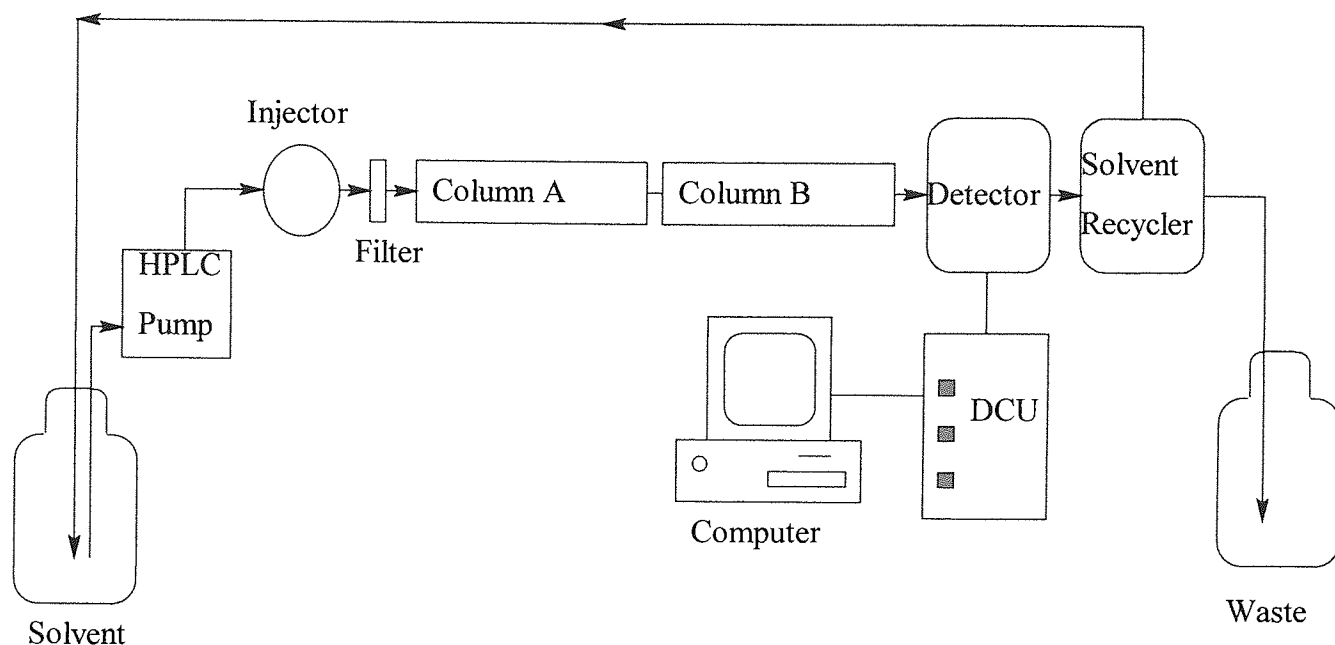 Injector
Column A
Column B
Detector
Solvent
Recycler
Filter
HPLC
Pump
DCU
Computer
Solvent
Waste